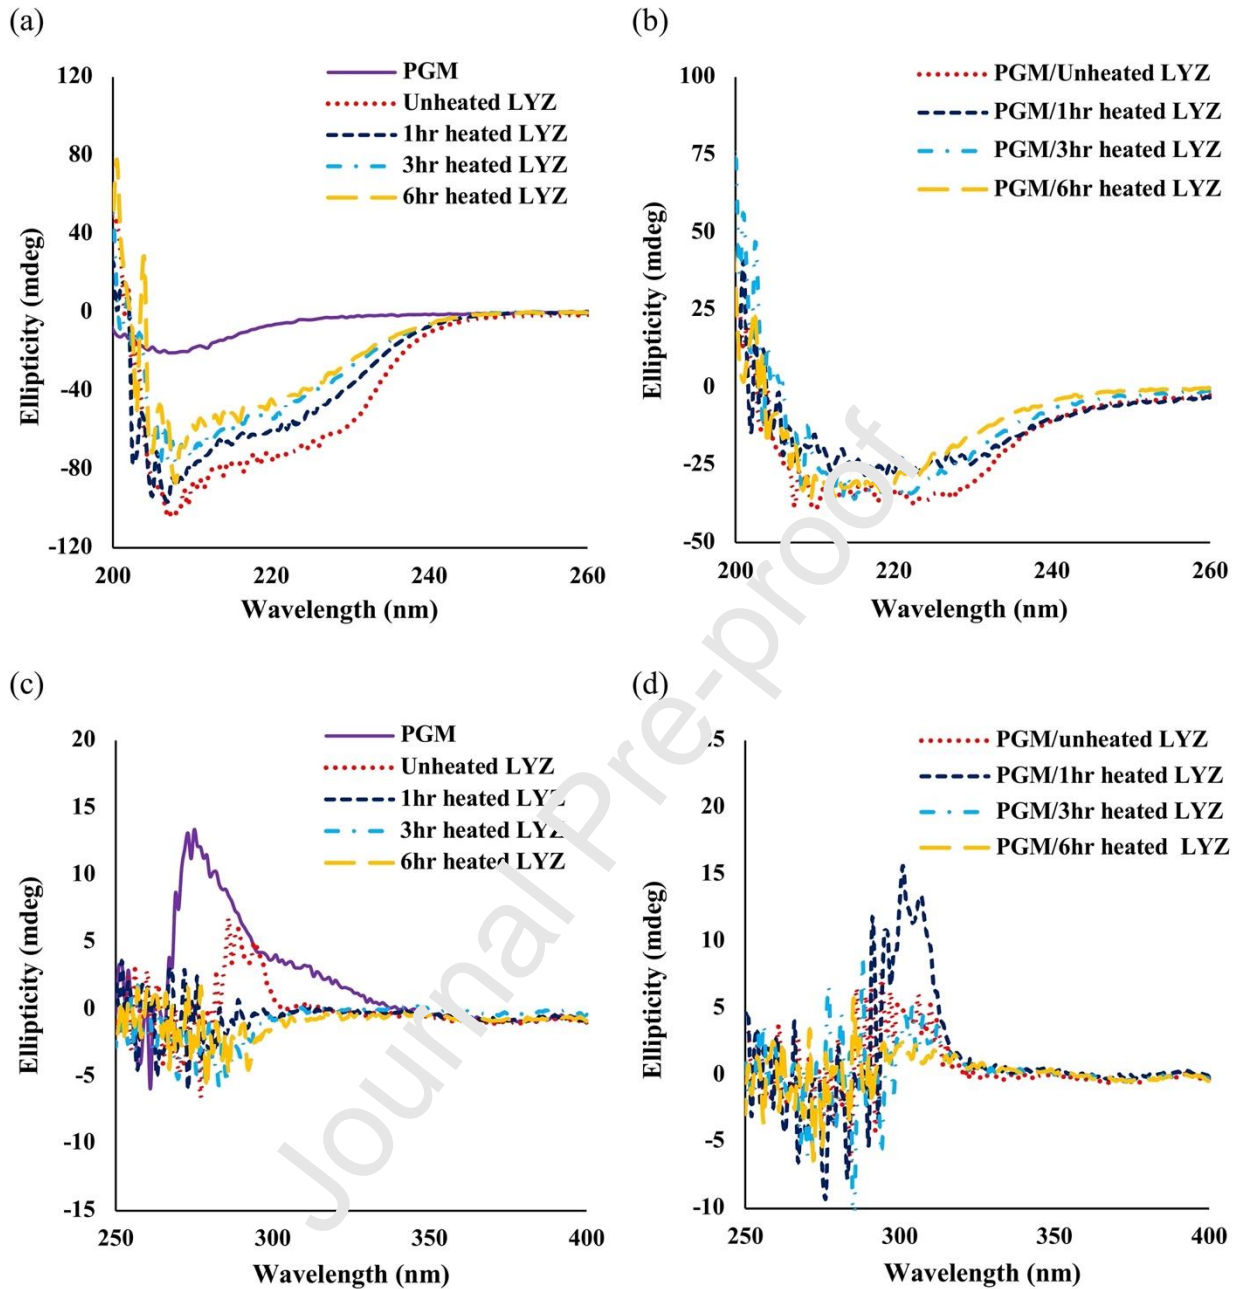 (a)
120
80
40
0
-40
-80
-120
200
220
240
260
Ellipticity (mdeg)
Wavelength (nm)
PGM
Unheated LYZ
1hr heated LYZ
3hr heated LYZ
6hr heated LYZ
(b)
100
75
50
25
0
-25
-50
200
220
240
260
Ellipticity (mdeg)
Wavelength (nm)
PGM/Unheated LYZ
PGM/1hr heated LYZ
PGM/3hr heated LYZ
PGM/6hr heated LYZ
(c)
20
15
10
5
0
-5
-10
-15
250
300
350
400
Ellipticity (mdeg)
Wavelength (nm)
PGM
Unheated LYZ
1hr heated LYZ
3hr heated LYZ
6hr heated LYZ
(d)
25
20
15
10
5
0
-5
-10
250
300
350
400
Ellipticity (mdeg)
Wavelength (nm)
PGM/unheated LYZ
PGM/1hr heated LYZ
PGM/3hr heated LYZ
PGM/6hr heated LYZ
Journal Pre-proof